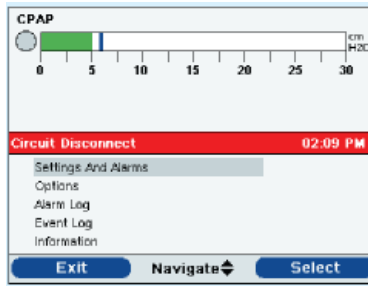 CPAP
cm
H2O
0 5 10 15 20 25 30
Circuit Disconnect 02:09 PM
Settings And Alarms
Options
Alarm Log
Event Log
Information
Exit Navigate Select